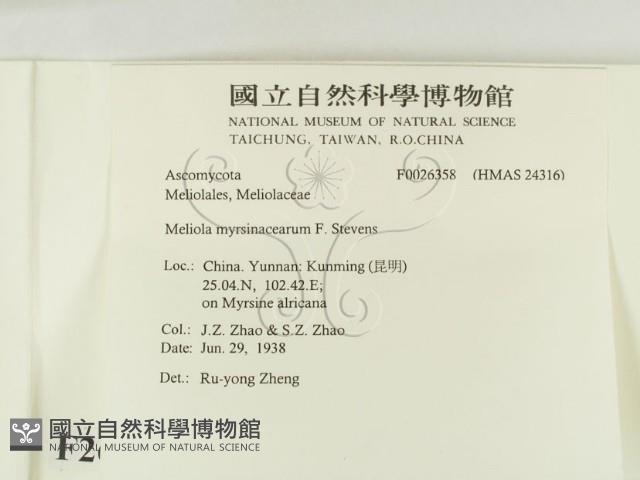 國立自然科學博物館
NATIONAL MUSEUM OF NATURAL SCIENCE
TAICHUNG, TAIWAN, R.O.CHINA
Ascomycota F0026358 (HMAS 24316)
Meliolales, Meliolaceae
Meliola myrsinacearum F. Stevens
Loc.: China. Yunnan: Kunming (昆明)
25.04.N, 102.42.E;
on Myrsine alricana
Col.: J.Z. Zhao & S.Z. Zhao
Date: Jun. 29, 1938
Det.: Ru-yong Zheng
國立自然科學博物館
NATIONAL MUSEUM OF NATURAL SCIENCE